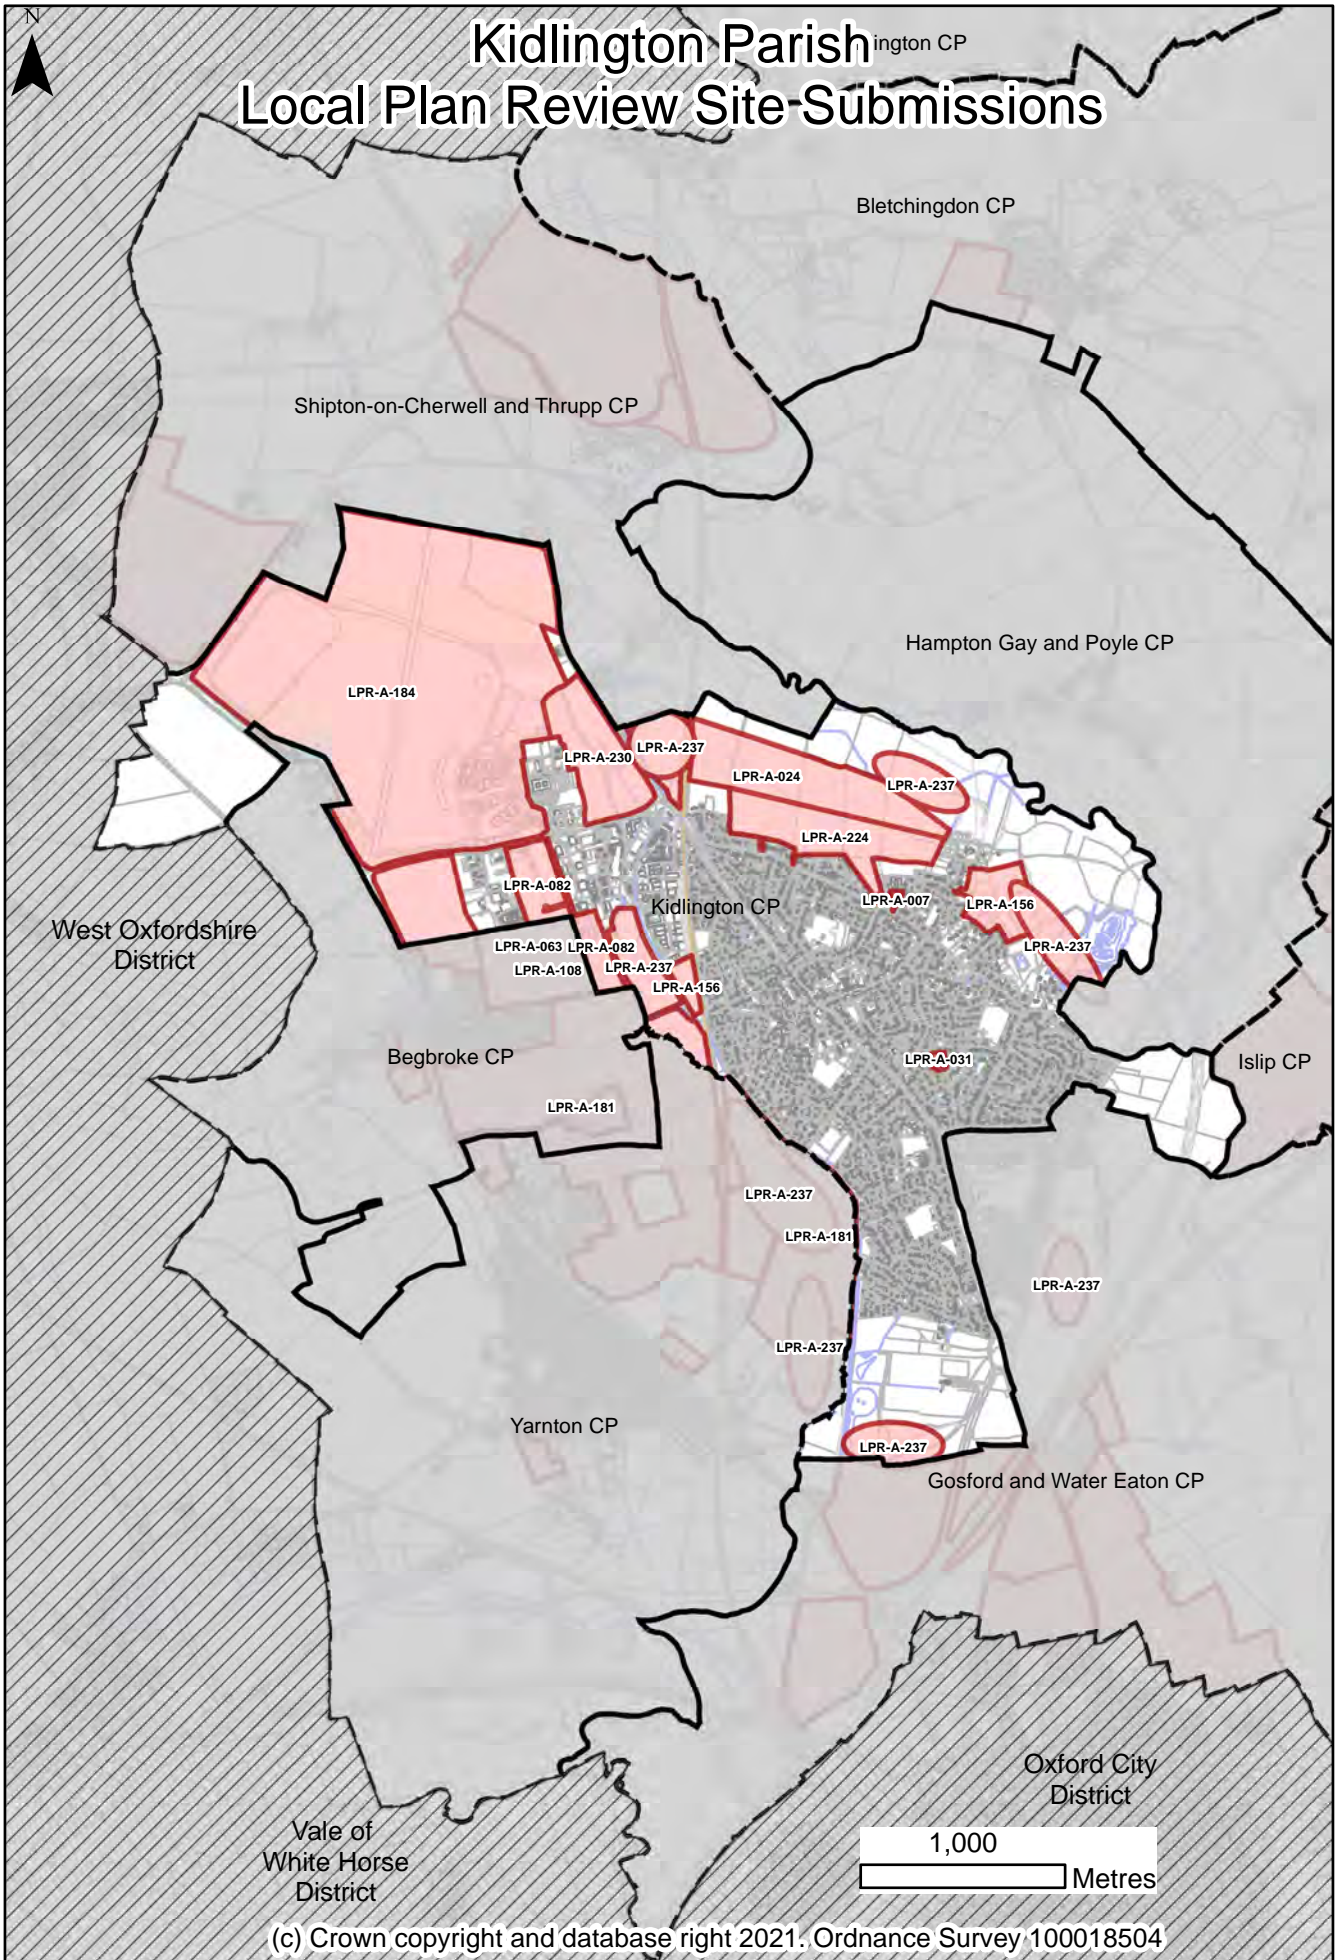 N
Kidlington Parish
ington CP
Local Plan Review Site Submissions
Bletchingdon CP
Shipton-on-Cherwell and Thrupp CP
Hampton Gay and Poyle CP
LPR-A-184
LPR-A-230
LPR-A-237
LPR-A-024
LPR-A-237
LPR-A-224
LPR-A-082
LPR-A-007
Kidlington CP
LPR-A-156
West Oxfordshire
District
LPR-A-063
LPR-A-082
LPR-A-237
LPR-A-108
LPR-A-237
LPR-A-156
Begbroke CP
LPR-A-031
Islip CP
LPR-A-181
LPR-A-237
LPR-A-181
LPR-A-237
LPR-A-237
Yarnton CP
LPR-A-237
Gosford and Water Eaton CP
Oxford City
District
Vale of
White Horse
District
1,000
Metres
(c) Crown copyright and database right 2021. Ordnance Survey 100018504